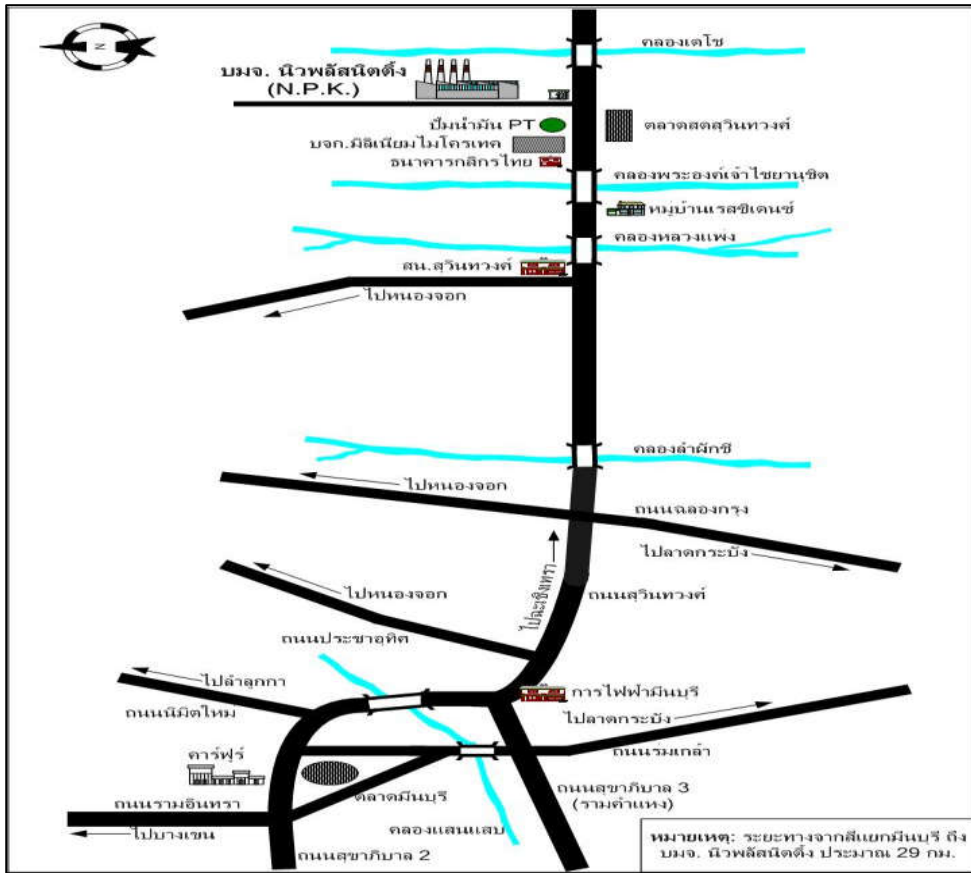 N
คลองเตโช
บมจ. นิวพลัสนิตติ้ง
(N.P.K.)
ปั๊มน้ำมัน PT
ตลาดสดสุวินทวงศ์
บจก.มิลิเนียมไมโครเทค
ธนาคารกสิกรไทย
คลองพระองค์เจ้าไชยานุชิต
หมู่บ้านเรสซิเดนซ์
คลองหลวงแพ่ง
สน.สุวินทวงศ์
ไปหนองจอก
คลองลำผักชี
ไปหนองจอก
ถนนฉลองกรุง
ไปลาดกระบัง
ไปฉะเชิงเทรา
ไปหนองจอก
ถนนสุวินทวงศ์
ถนนประชาอุทิศ
ไปลำลูกกา
การไฟฟ้ามีนบุรี
ถนนนิมิตใหม่
ไปลาดกระบัง
ถนนร่มเกล้า
คาร์ฟูร์
ตลาดมีนบุรี
ถนนสุขาภิบาล 3
(รามคำแหง)
ถนนรามอินทรา
ไปบางเขน
คลองแสนแสบ
ถนนสุขาภิบาล 2
หมายเหตุ: ระยะทางจากสี่แยกมีนบุรี ถึง
บมจ. นิวพลัสนิตติ้ง ประมาณ 29 กม.